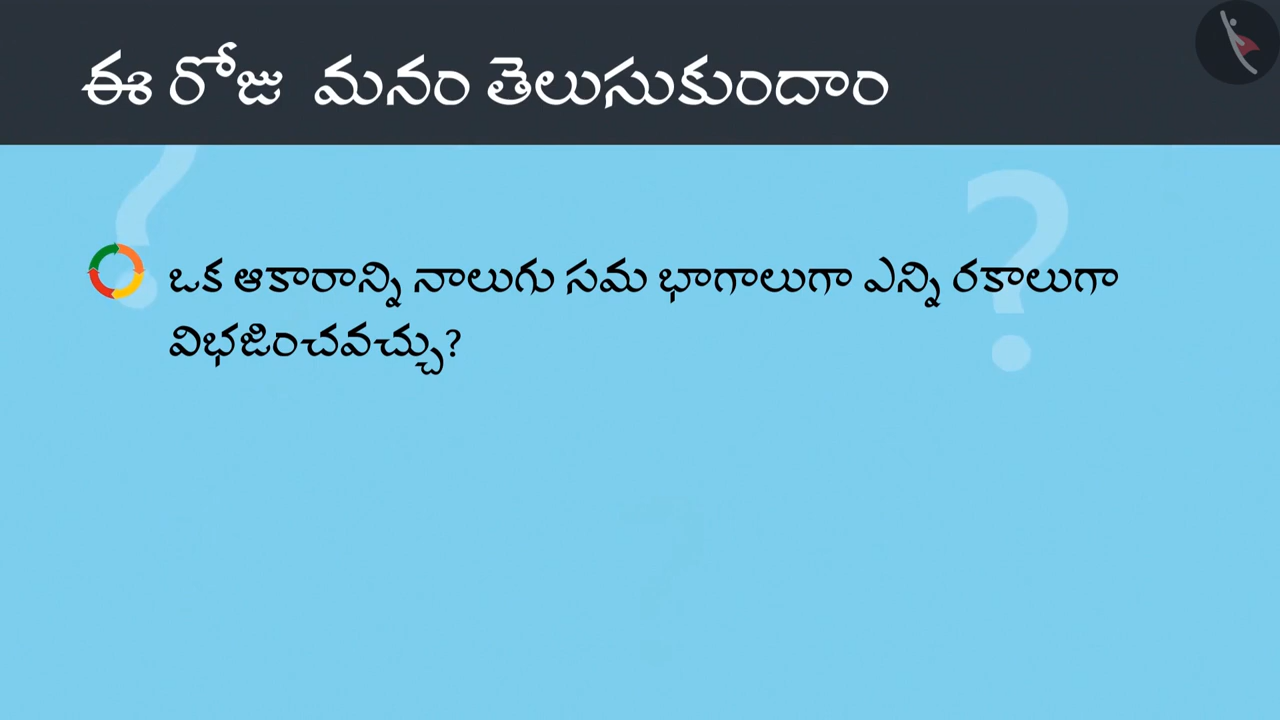 ఈ రోజు మనం తెలుసుకుందాం
ఒక ఆకారాన్ని నాలుగు సమ భాగాలుగా ఎన్ని రకాలుగా
విభజించవచ్చు?